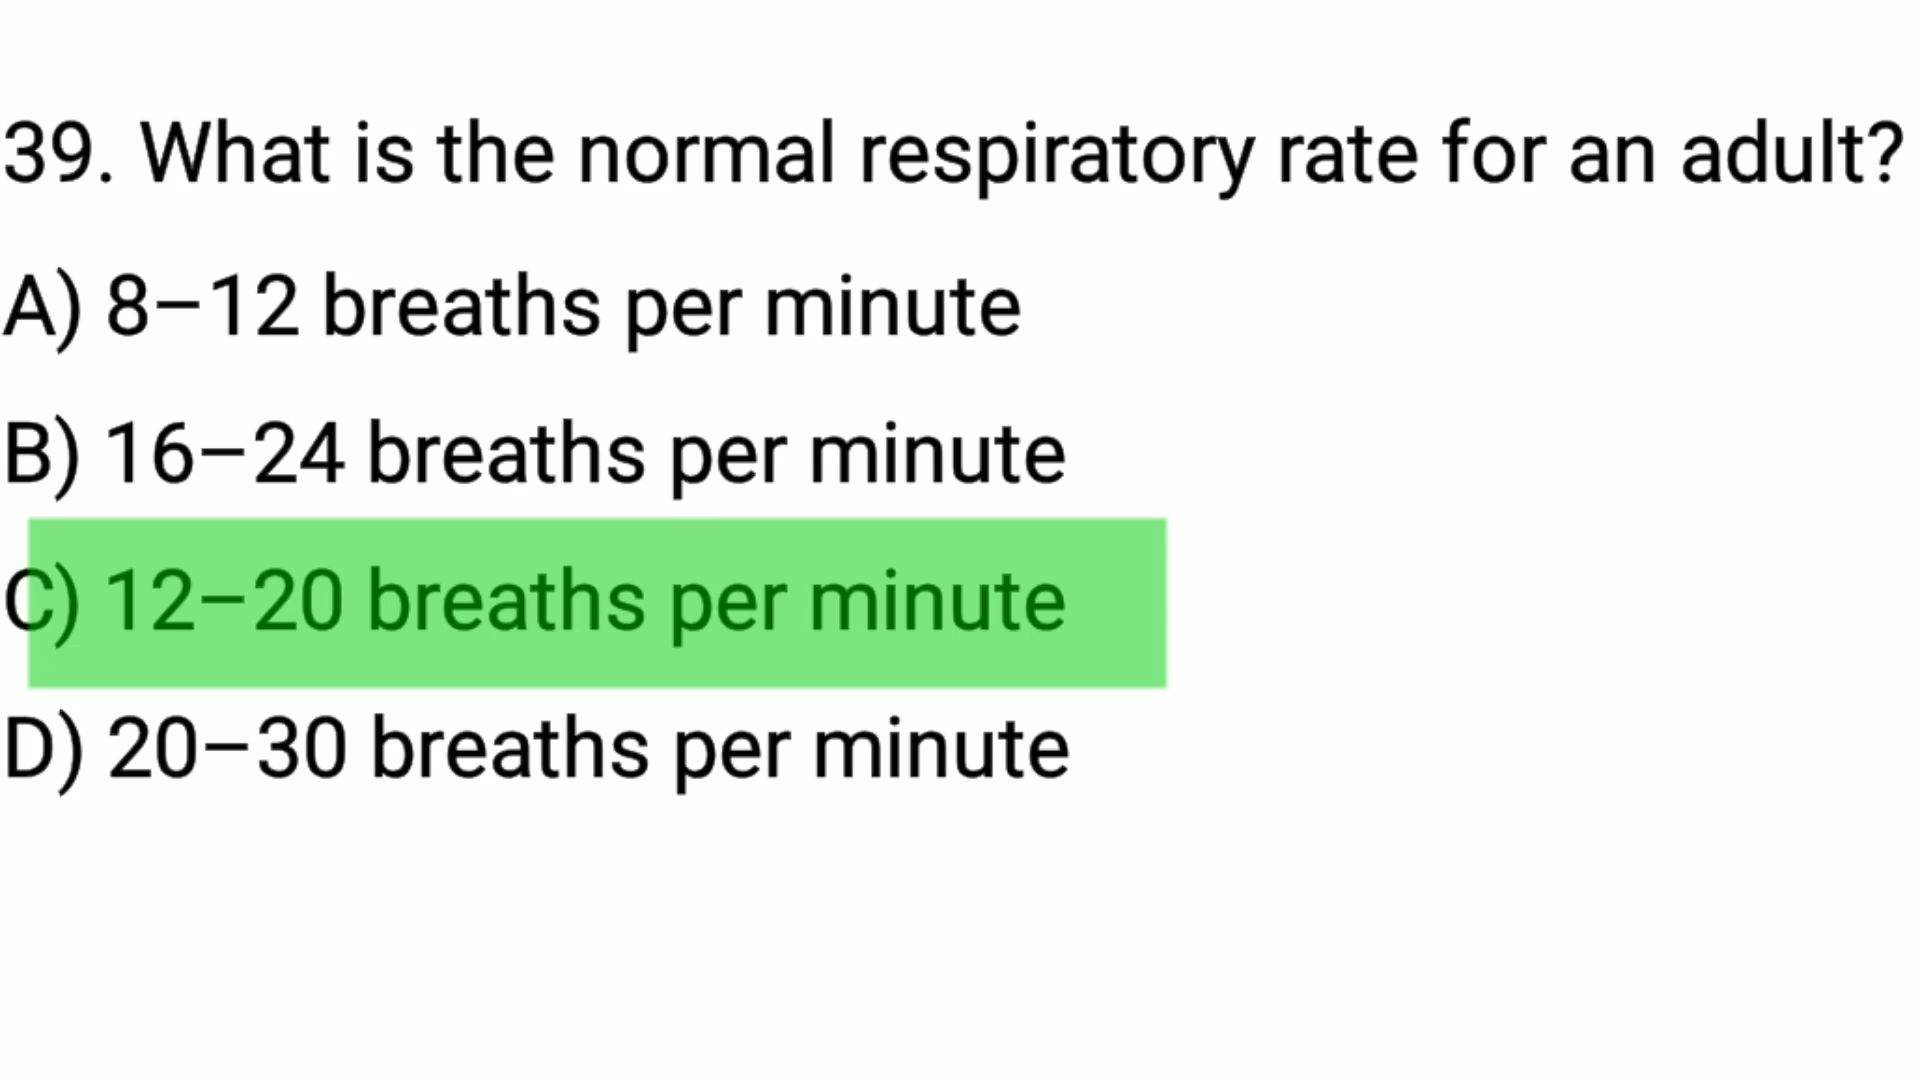 39. What is the normal respiratory rate for an adult?
A) 8–12 breaths per minute
B) 16–24 breaths per minute
C) 12–20 breaths per minute
D) 20–30 breaths per minute